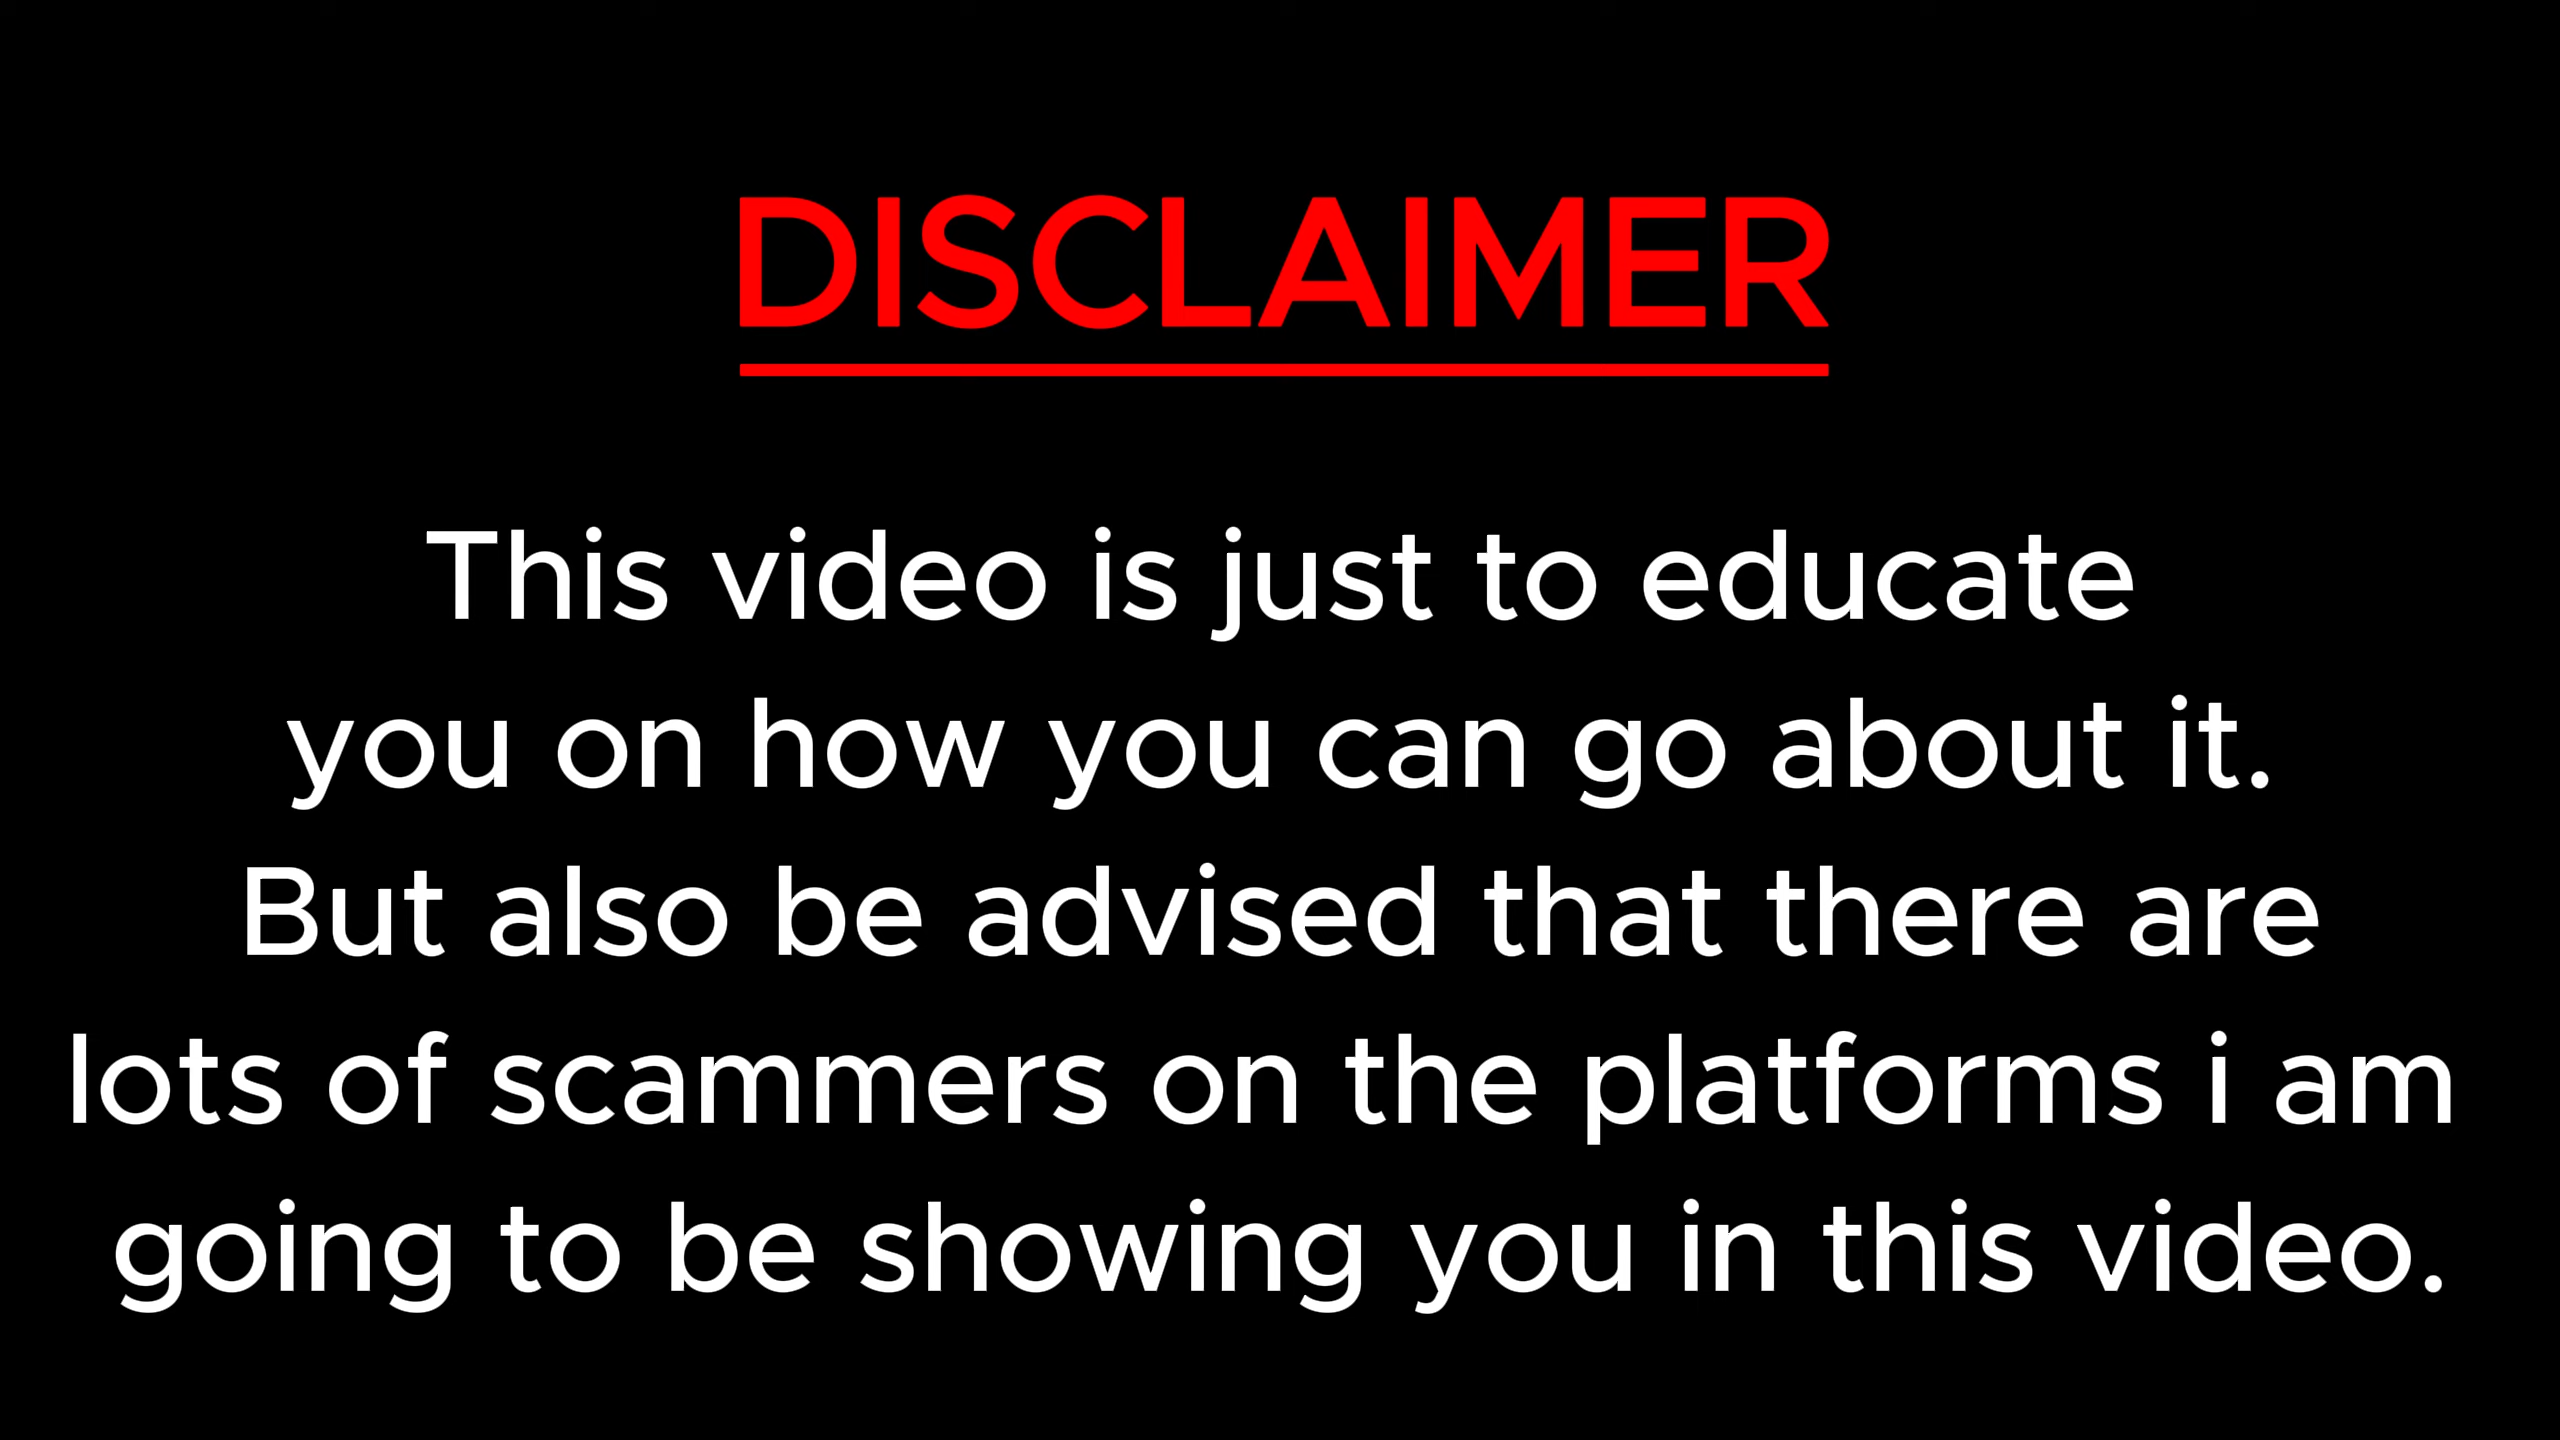 DISCLAIMER
This video is just to educate
you on how you can go about it.
But also be advised that there are
lots of scammers on the platforms i am
going to be showing you in this video.